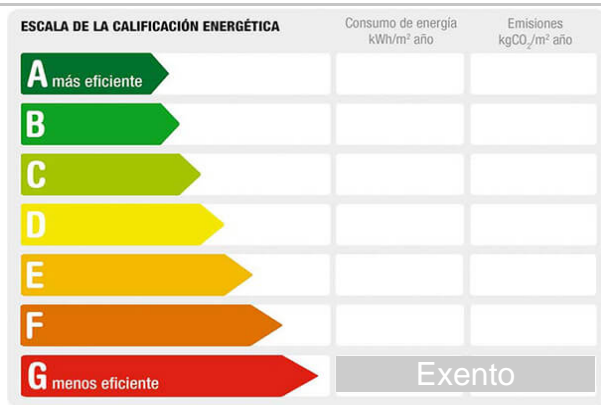 ESCALA DE LA CALIFICACIÓN ENERGÉTICA
Consumo de energía
kWh/m² año
Emisiones
kgCO₂/m² año
A más eficiente
B
C
D
E
F
G menos eficiente
Exento